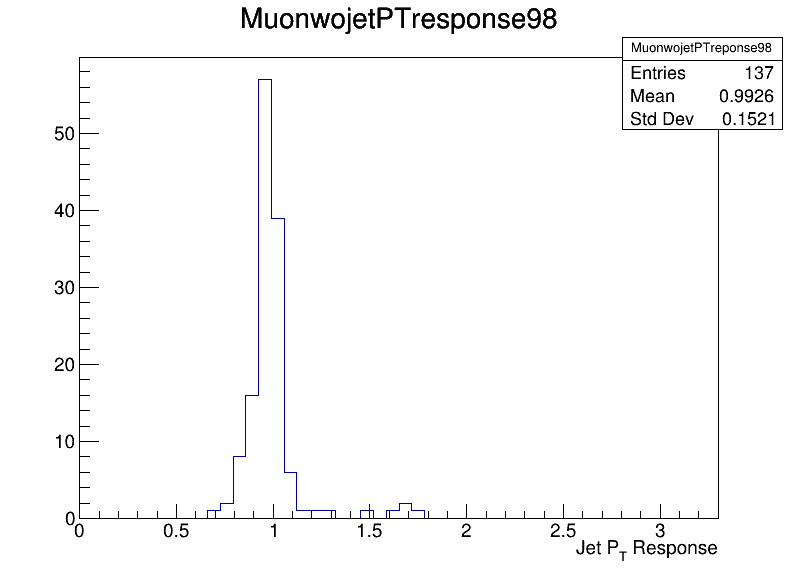 MuonwojetPTresponse98
MuonwojetPTreponse98
Entries 137
Mean 0.9926
Std Dev 0.1521
50
40
30
20
10
0
0 0.5 1 1.5 2 2.5 3
Jet PT Response